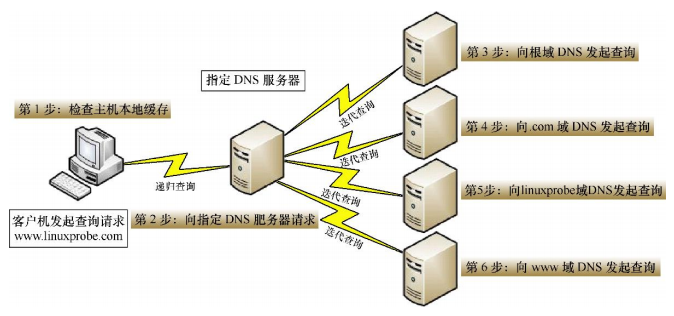 指定 DNS 服务器
第 1 步：检查主机本地缓存
递归查询
客户机发起查询请求
www.linuxprobe.com
第 2 步：向指定 DNS 肥务器请求
迭代查询
第 3 步：向根域 DNS 发起查询
迭代查询
第 4 步：向.com 域 DNS 发起查询
迭代查询
第5步：向linuxprobe域DNS发起查询
迭代查询
第 6 步：向 www 域 DNS 发起查询